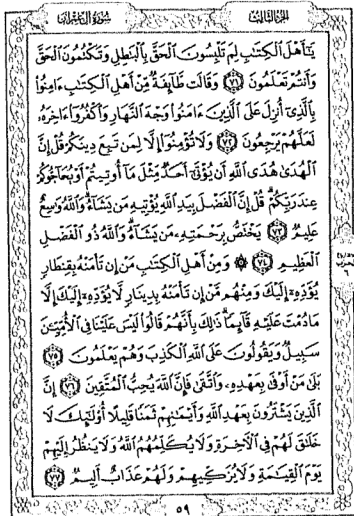 الجزء الثالث سورة آل عمران
يَٰٓأَهۡلَ ٱلۡكِتَٰبِ لِمَ تَلۡبِسُونَ ٱلۡحَقَّ بِٱلۡبَٰطِلِ وَتَكۡتُمُونَ ٱلۡحَقَّ
وَأَنتُمۡ تَعۡلَمُونَ ٧١ وَقَالَت طَّآئِفَةٞ مِّنۡ أَهۡلِ ٱلۡكِتَٰبِ ءَامِنُواْ
بِٱلَّذِيٓ أُنزِلَ عَلَى ٱلَّذِينَ ءَامَنُواْ وَجۡهَ ٱلنَّهَارِ وَٱكۡفُرُوٓاْ ءَاخِرَهُۥ
لَعَلَّهُمۡ يَرۡجِعُونَ ٧٢ وَلَا تُؤۡمِنُوٓاْ إِلَّا لِمَن تَبِعَ دِينَكُمۡ قُلۡ إِنَّ
ٱلۡهُدَىٰ هُدَى ٱللَّهِ أَن يُؤۡتَىٰٓ أَحَدٞ مِّثۡلَ مَآ أُوتِيتُمۡ أَوۡ يُحَآجُّوكُمۡ
عِندَ رَبِّكُمۡۗ قُلۡ إِنَّ ٱلۡفَضۡلَ بِيَدِ ٱللَّهِ يُؤۡتِيهِ مَن يَشَآءُۗ وَٱللَّهُ وَٰسِعٌ
عَلِيمٞ ٧٣ يَخۡتَصُّ بِرَحۡمَتِهِۦ مَن يَشَآءُۗ وَٱللَّهُ ذُو ٱلۡفَضۡلِ
ٱلۡعَظِيمِ ٧٤ ۞ وَمِنۡ أَهۡلِ ٱلۡكِتَٰبِ مَنۡ إِن تَأۡمَنۡهُ بِقِنطَارٖ
يُؤَدِّهِۦٓ إِلَيۡكَ وَمِنۡهُم مَّنۡ إِن تَأۡمَنۡهُ بِدِينَارٖ لَّا يُؤَدِّهِۦٓ إِلَيۡكَ إِلَّا
مَا دُمۡتَ عَلَيۡهِ قَآئِمٗاۗ ذَٰلِكَ بِأَنَّهُمۡ قَالُواْ لَيۡسَ عَلَيۡنَا فِي ٱلۡأُمِّيِّـۧنَ
سَبِيلٞ وَيَقُولُونَ عَلَى ٱللَّهِ ٱلۡكَذِبَ وَهُمۡ يَعۡلَمُونَ ٧٥
بَلَىٰۚ مَنۡ أَوۡفَىٰ بِعَهۡدِهِۦ وَٱتَّقَىٰ فَإِنَّ ٱللَّهَ يُحِبُّ ٱلۡمُتَّقِينَ ٧٦ إِنَّ
ٱلَّذِينَ يَشۡتَرُونَ بِعَهۡدِ ٱللَّهِ وَأَيۡمَٰنِهِمۡ ثَمَنٗا قَلِيلًا أُوْلَٰٓئِكَ لَا
خَلَٰقَ لَهُمۡ فِي ٱلۡأٓخِرَةِ وَلَا يُكَلِّمُهُمُ ٱللَّهُ وَلَا يَنظُرُ إِلَيۡهِمۡ
يَوۡمَ ٱلۡقِيَٰمَةِ وَلَا يُزَكِّيهِمۡ وَلَهُمۡ عَذَابٌ أَلِيمٞ ٧٧
٥٩